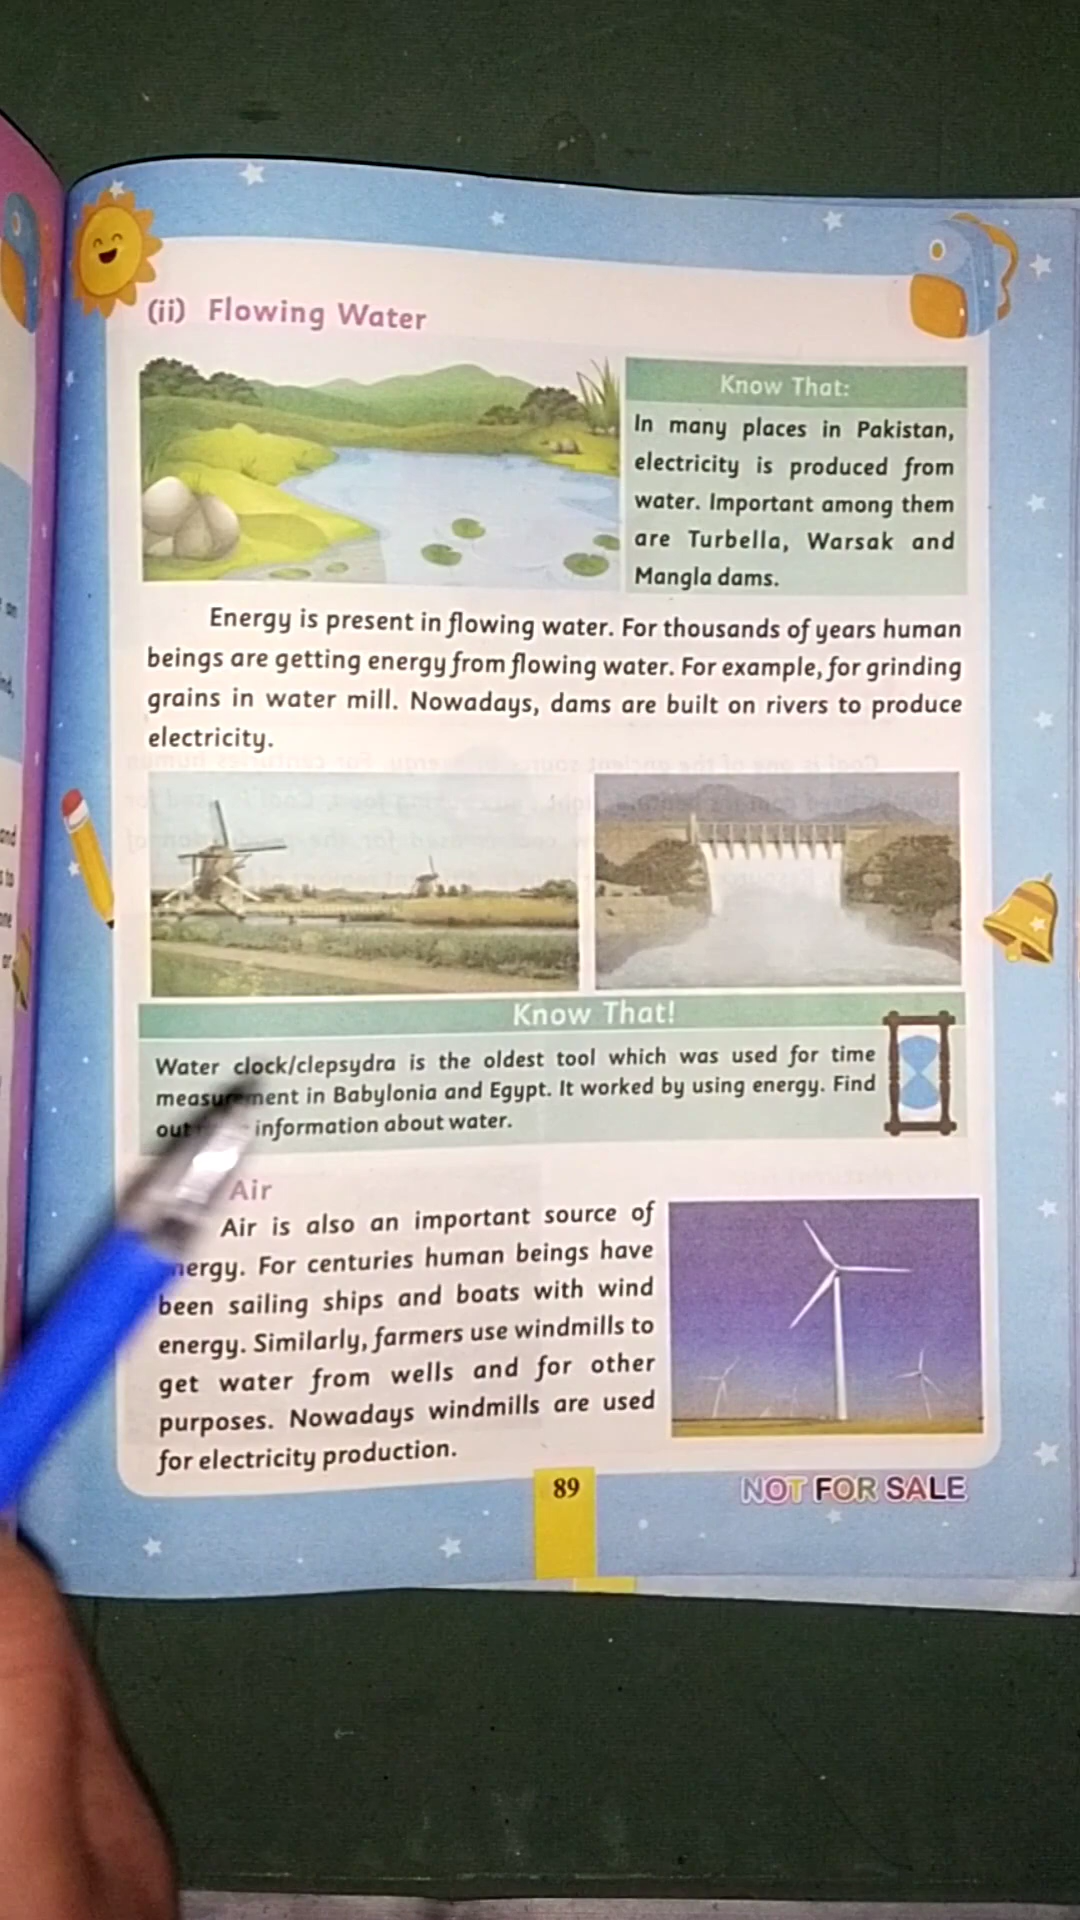 (ii) Flowing Water
Know That:
In many places in Pakistan,
electricity is produced from
water. Important among them
are Turbella, Warsak and
Mangla dams.
Energy is present in flowing water. For thousands of years human
beings are getting energy from flowing water. For example, for grinding
grains in water mill. Nowadays, dams are built on rivers to produce
electricity.
Know That!
Water clock/clepsydra is the oldest tool which was used for time
measurement in Babylonia and Egypt. It worked by using energy. Find
out information about water.
Air
Air is also an important source of
nergy. For centuries human beings have
been sailing ships and boats with wind
energy. Similarly, farmers use windmills to
get water from wells and for other
purposes. Nowadays windmills are used
for electricity production.
89
NOT FOR SALE